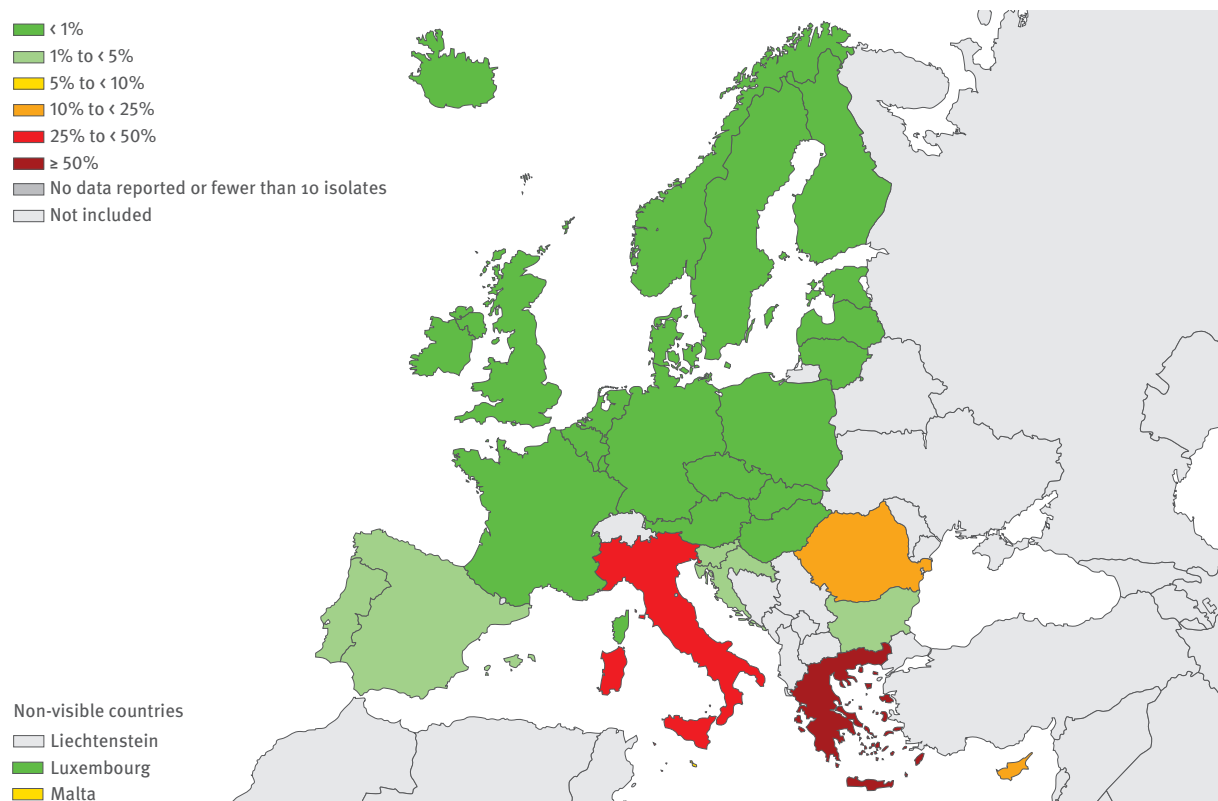 < 1%
1% to < 5%
5% to < 10%
10% to < 25%
25% to < 50%
≥ 50%
No data reported or fewer than 10 isolates
Not included
Non-visible countries
Liechtenstein
Luxembourg
Malta